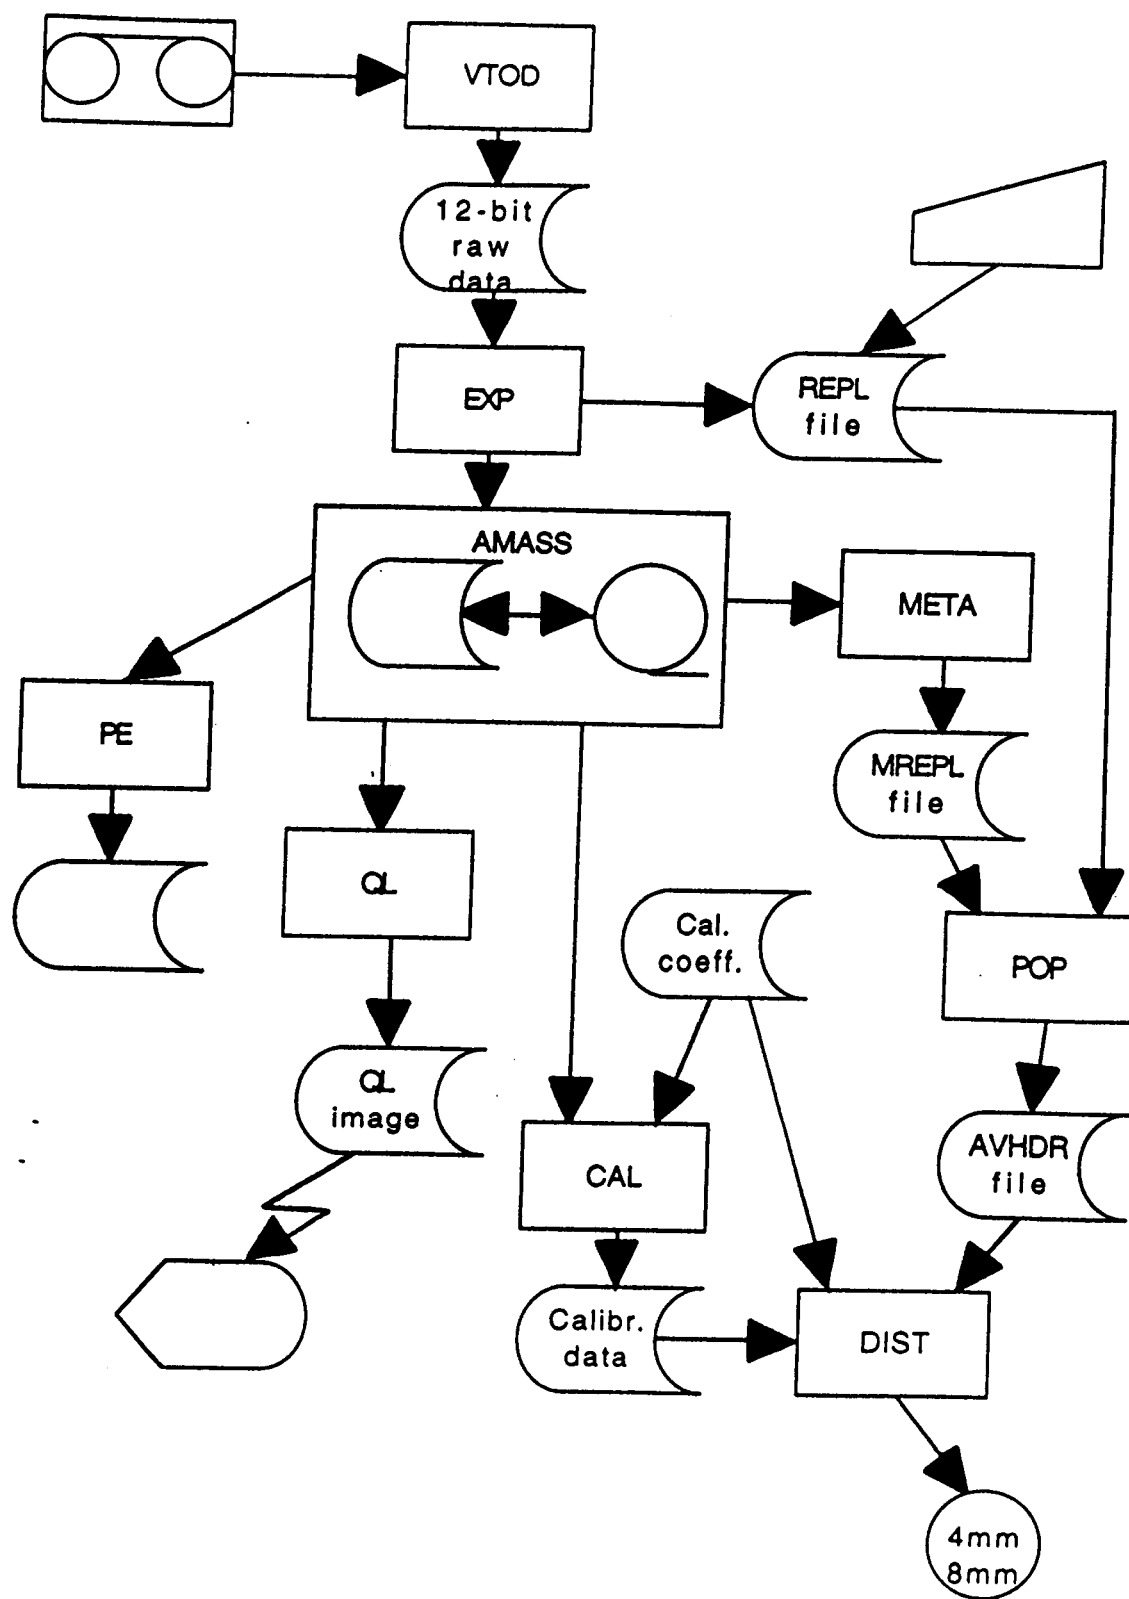 VTOD
12-bit
raw
data
EXP
REPL
file
AMASS
META
PE
MREPL
file
QL
Cal.
coeff.
POP
QL
image
AVHDR
file
CAL
Calibr.
data
DIST
4mm
8mm